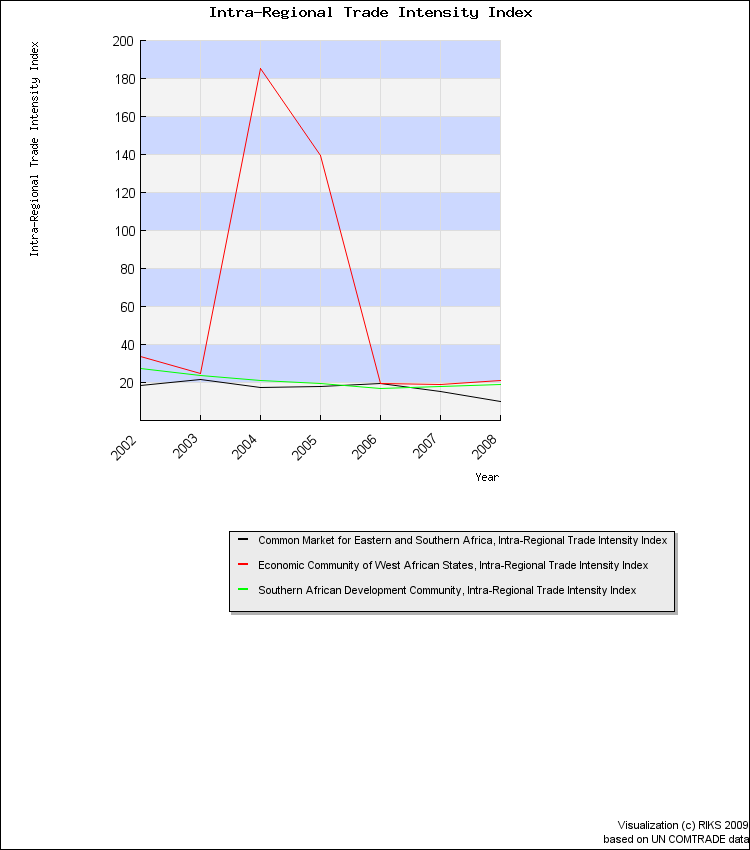 Intra-Regional Trade Intensity Index
Intra-Regional Trade Intensity Index
200
180
160
140
120
100
80
60
40
20
2002
2003
2004
2005
2006
2007
2008
Year
Common Market for Eastern and Southern Africa, Intra-Regional Trade Intensity Index
Economic Community of West African States, Intra-Regional Trade Intensity Index
Southern African Development Community, Intra-Regional Trade Intensity Index
Visualization (c) RIKS 2009
based on UN COMTRADE data